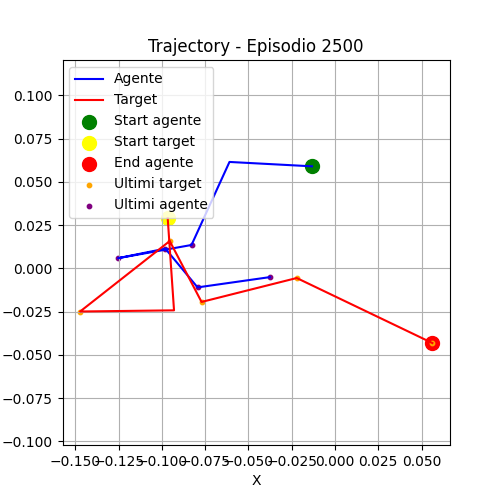 Trajectory - Episodio 2500
Agente
Target
Start agente
Start target
End agente
Ultimi target
Ultimi agente
0.100
0.075
0.050
0.025
0.000
−0.025
−0.050
−0.075
−0.100
−0.150 −0.125 −0.100 −0.075 −0.050 −0.025 0.000 0.025 0.050
X